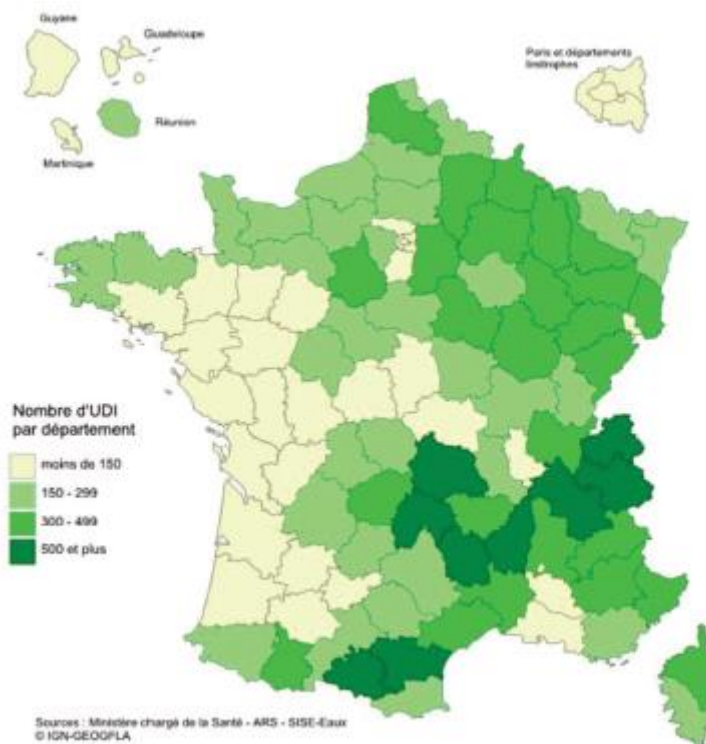 Guyane
Guadeloupe
Paris et départements
limitrophes
Réunion
Martinique
Nombre d'UDI
par département
moins de 150
150 - 299
300 - 499
500 et plus
Sources : Ministère chargé de la Santé - ARS - SISE-Eaux
© IGN-GEOGFLA